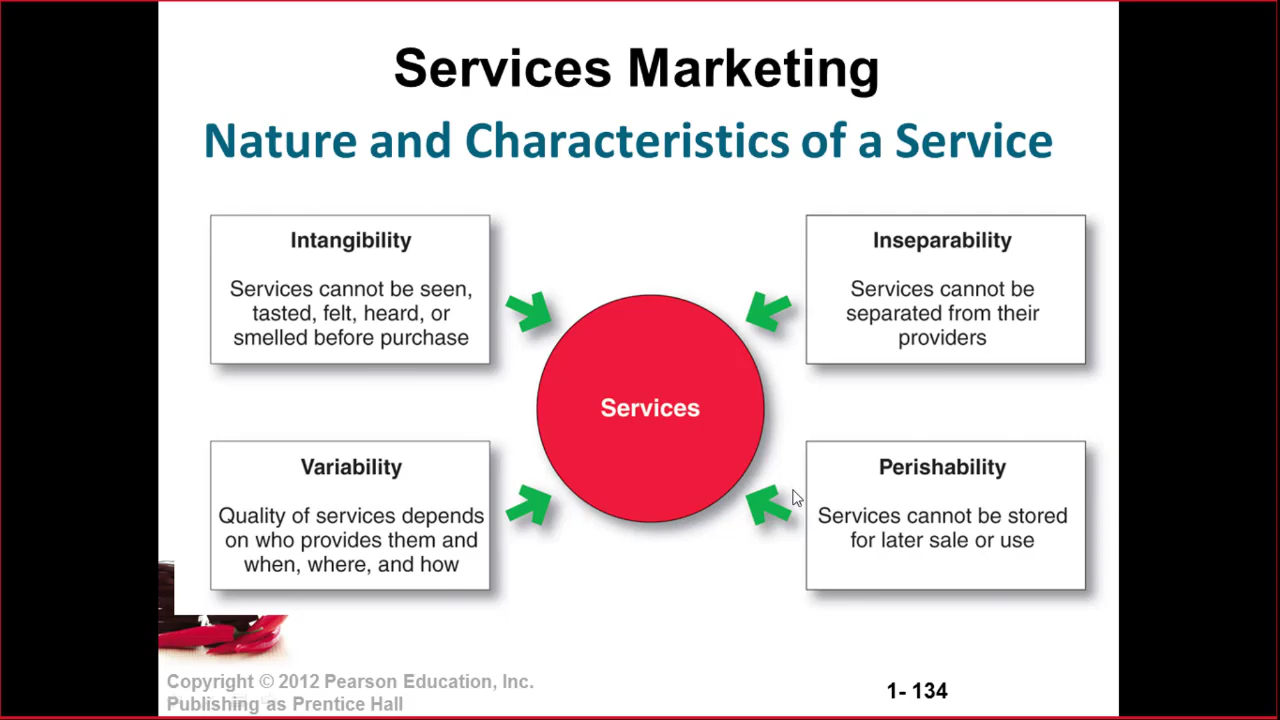 Services Marketing
Nature and Characteristics of a Service
Intangibility
Services cannot be seen,
tasted, felt, heard, or
smelled before purchase
Inseparability
Services cannot be
separated from their
providers
Services
Variability
Quality of services depends
on who provides them and
when, where, and how
Perishability
Services cannot be stored
for later sale or use
Copyright © 2012 Pearson Education, Inc.
Publishing as Prentice Hall
1- 134